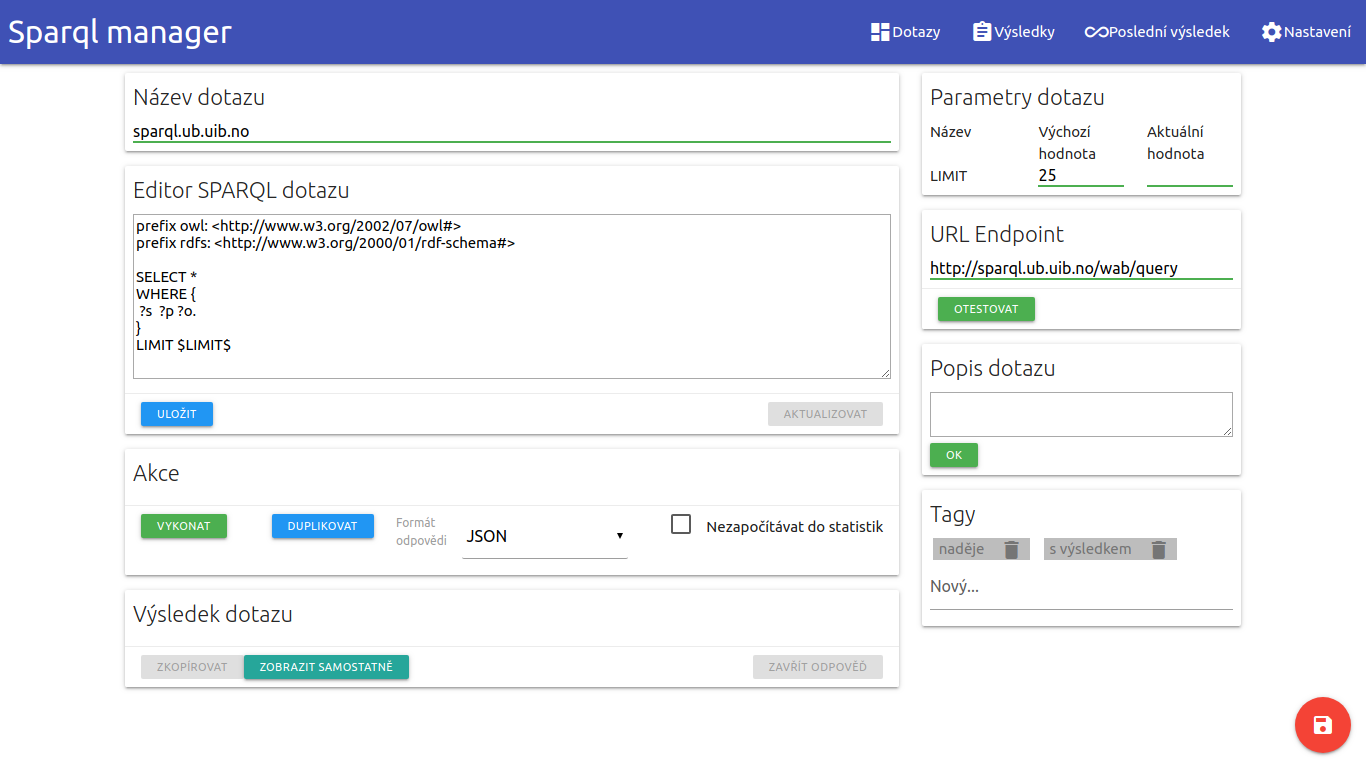 Sparql manager
Dotazy
Výsledky
Poslední výsledek
Nastavení
Název dotazu
sparql.ub.uib.no
Editor SPARQL dotazu
prefix owl: <http://www.w3.org/2002/07/owl#>
prefix rdfs: <http://www.w3.org/2000/01/rdf-schema#>
SELECT *
WHERE {
?s ?p ?o.
}
LIMIT $LIMIT$
ULOŽIT
AKTUALIZOVAT
Akce
VYKONAT
DUPLIKOVAT
Formát
odpovědi
JSON
Nezapočítávat do statistik
Výsledek dotazu
ZKOPÍROVAT
ZOBRAZIT SAMOSTATNĚ
ZAVŘÍT ODPOVĚĎ
Parametry dotazu
Název
Výchozí
hodnota
Aktuální
hodnota
LIMIT
25
URL Endpoint
http://sparql.ub.uib.no/wab/query
OTESTOVAT
Popis dotazu
OK
Tagy
naděje
s výsledkem
Nový...